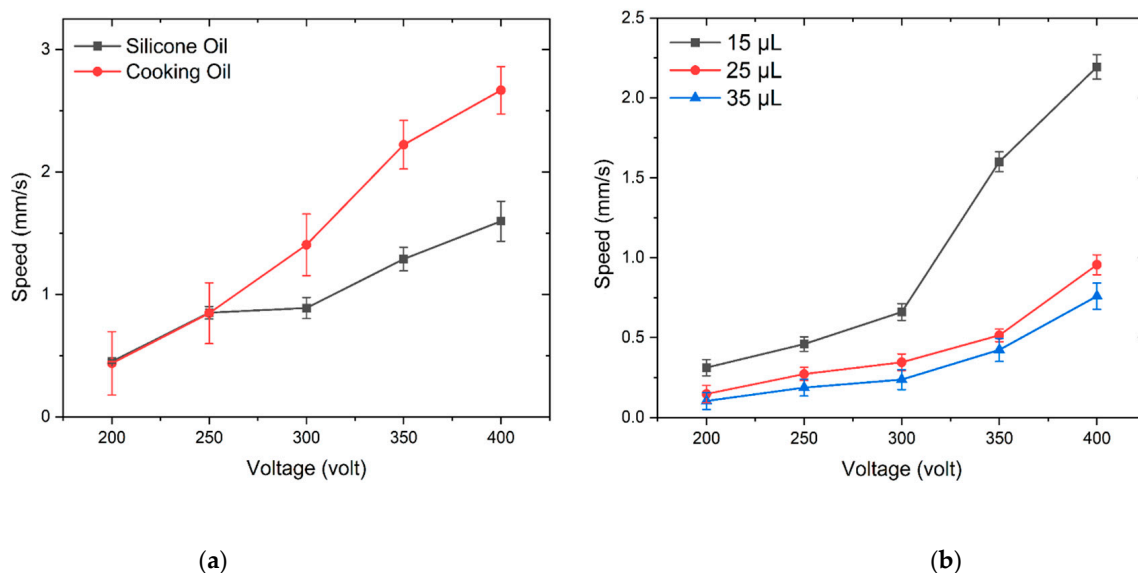 Silicone Oil
Cooking Oil
Speed (mm/s)
3
2
1
0
200 250 300 350 400
Voltage (volt)
(a)
15 µL
25 µL
35 µL
Speed (mm/s)
2.5
2.0
1.5
1.0
0.5
0.0
200 250 300 350 400
Voltage (volt)
(b)